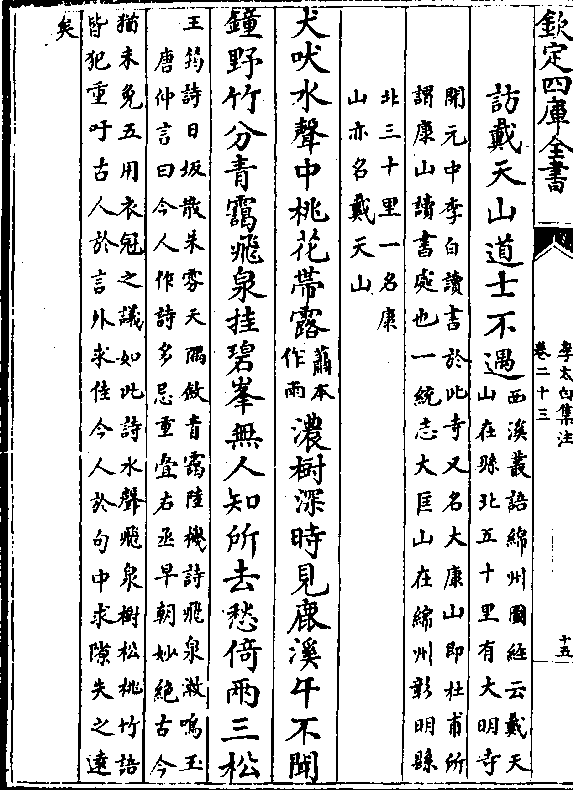 欽定四庫全書
李太白集注
卷二十三
十五
訪戴天山道士不遇
西溪叢語綿州圖經云戴天
山在縣北五十里有大明寺
開元中李白讀書於此寺又名大康山即杜甫所
謂康山讀書處也一統志大匡山在綿州彰明縣
北三十里一名康
山亦名戴天山
犬吠水聲中桃花帶露蕭本作雨濃樹深時見鹿溪午不聞
鐘野竹分青靄飛泉挂碧峯無人知所去愁倚兩三松
王筠詩日坂散朱雰天隅斂青靄陸機詩飛泉漱鳴玉
唐仲言曰今人作詩多忌重疊右丞早朝妙絕古今
猶未免五用衣冠之議如此詩水聲飛泉樹松桃竹語
皆犯重吁古人於言外求佳今人於句中求隙失之遠
矣